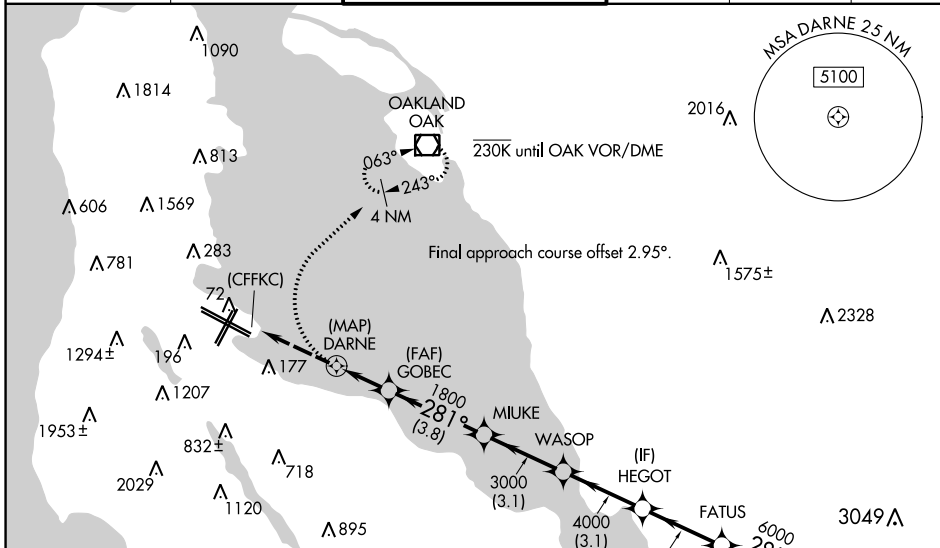 1090
MSA DARNE 25 NM
5100
1814
OAKLAND
OAK
2016
230K until OAK VOR/DME
813
063°
243°
4 NM
606
1569
Final approach course offset 2.95°.
283
781
1575±
(CFFKC)
72
2328
(MAP)
DARNE
1294±
196
177
(FAF)
GOBEC
1207
1800
281°
(3.8)
MIUKE
1953±
832±
WASOP
(IF)
HEGOT
718
3000
(3.1)
2029
1120
FATUS
4000
(3.1)
6000
3049
895